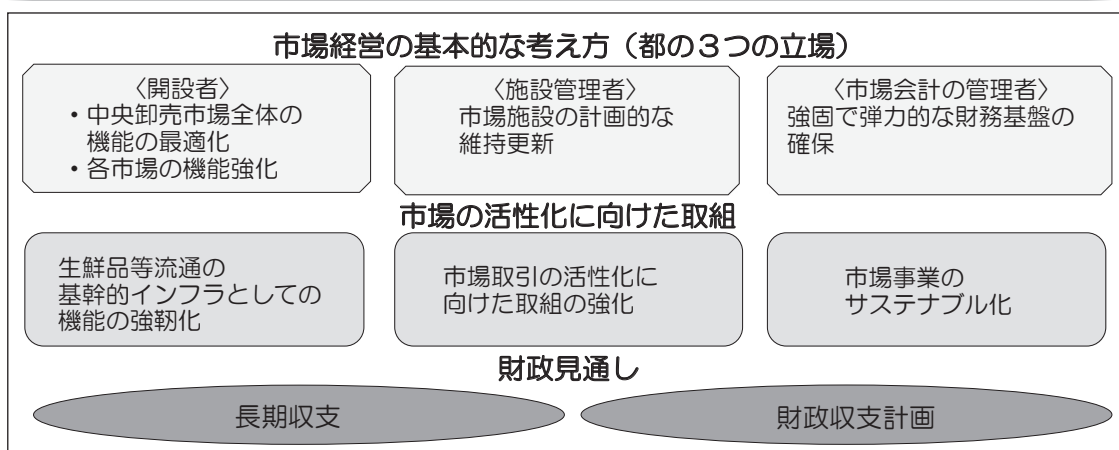 市場経営の基本的な考え方（都の３つの立場）
〈開設者〉
・中央卸売市場全体の
機能の最適化
・各市場の機能強化
〈施設管理者〉
市場施設の計画的な
維持更新
〈市場会計の管理者〉
強固で弾力的な財務基盤の
確保
市場の活性化に向けた取組
生鮮品等流通の
基幹的インフラとしての
機能の強靭化
市場取引の活性化に
向けた取組の強化
市場事業の
サステナブル化
財政見通し
長期収支
財政収支計画